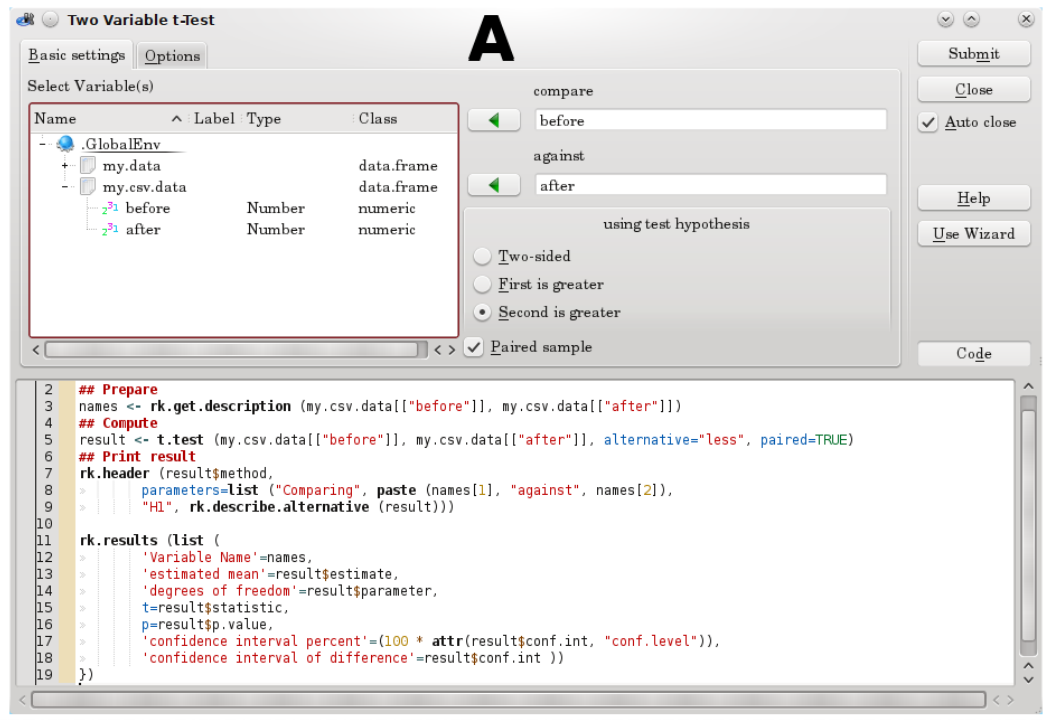 Two Variable t-Test
A
Basic settings Options
Select Variable(s)
Name Label Type Class
.GlobalEnv
my.data data.frame
my.csv.data data.frame
before Number numeric
after Number numeric
compare
before
against
after
using test hypothesis
Two-sided
First is greater
Second is greater
Paired sample
Submit
Close
Auto close
Help
Use Wizard
Code
2 ## Prepare
3 names <- rk.get.description (my.csv.data[["before"]], my.csv.data[["after"]])
4 ## Compute
5 result <- t.test (my.csv.data[["before"]], my.csv.data[["after"]], alternative="less", paired=TRUE)
6 ## Print result
7 rk.header (result$method,
8 parameters=list ("Comparing", paste (names[1], "against", names[2]),
9 "H1", rk.describe.alternative (result)))
10
11 rk.results (list (
12 'Variable Name'=names,
13 'estimated mean'=result$estimate,
14 'degrees of freedom'=result$parameter,
15 t=result$statistic,
16 p=result$p.value,
17 'confidence interval percent'=(100 * attr(result$conf.int, "conf.level")),
18 'confidence interval of difference'=result$conf.int ))
19 })